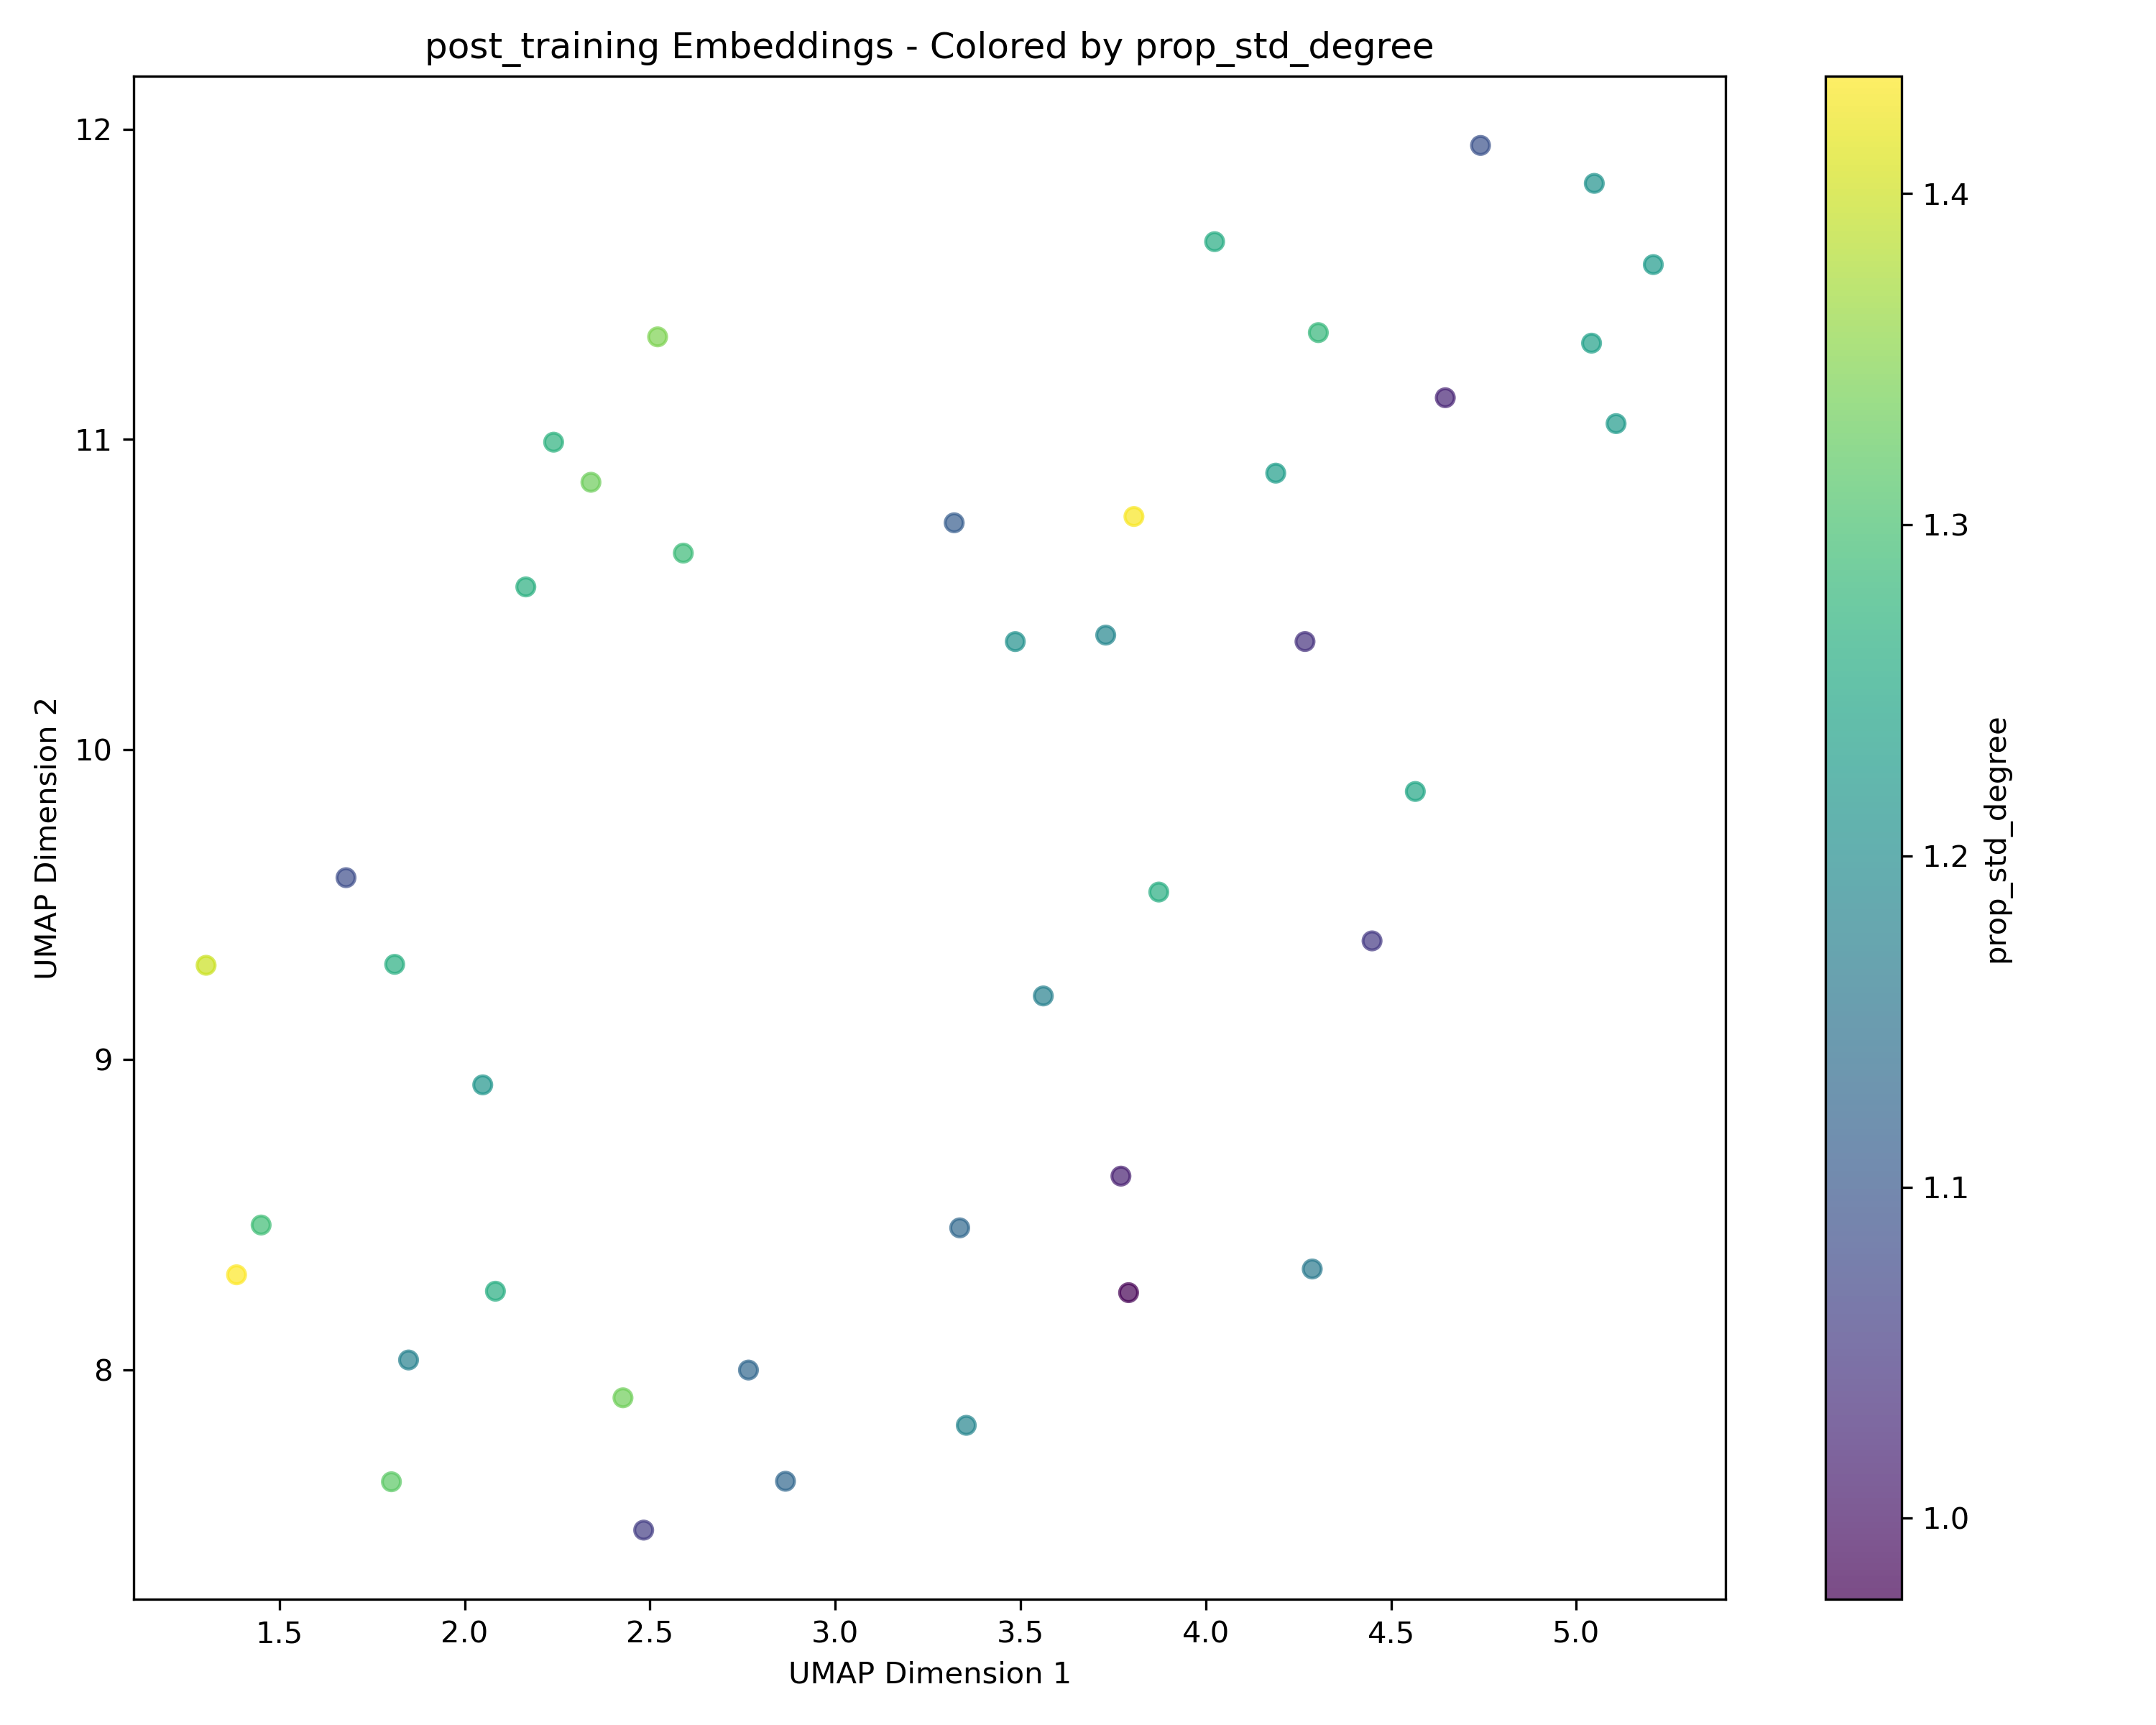 post_training Embeddings - Colored by prop_std_degree
12
11
10
9
8
UMAP Dimension 2
1.5 2.0 2.5 3.0 3.5 4.0 4.5 5.0
UMAP Dimension 1
1.4
1.3
1.2
1.1
1.0
prop_std_degree